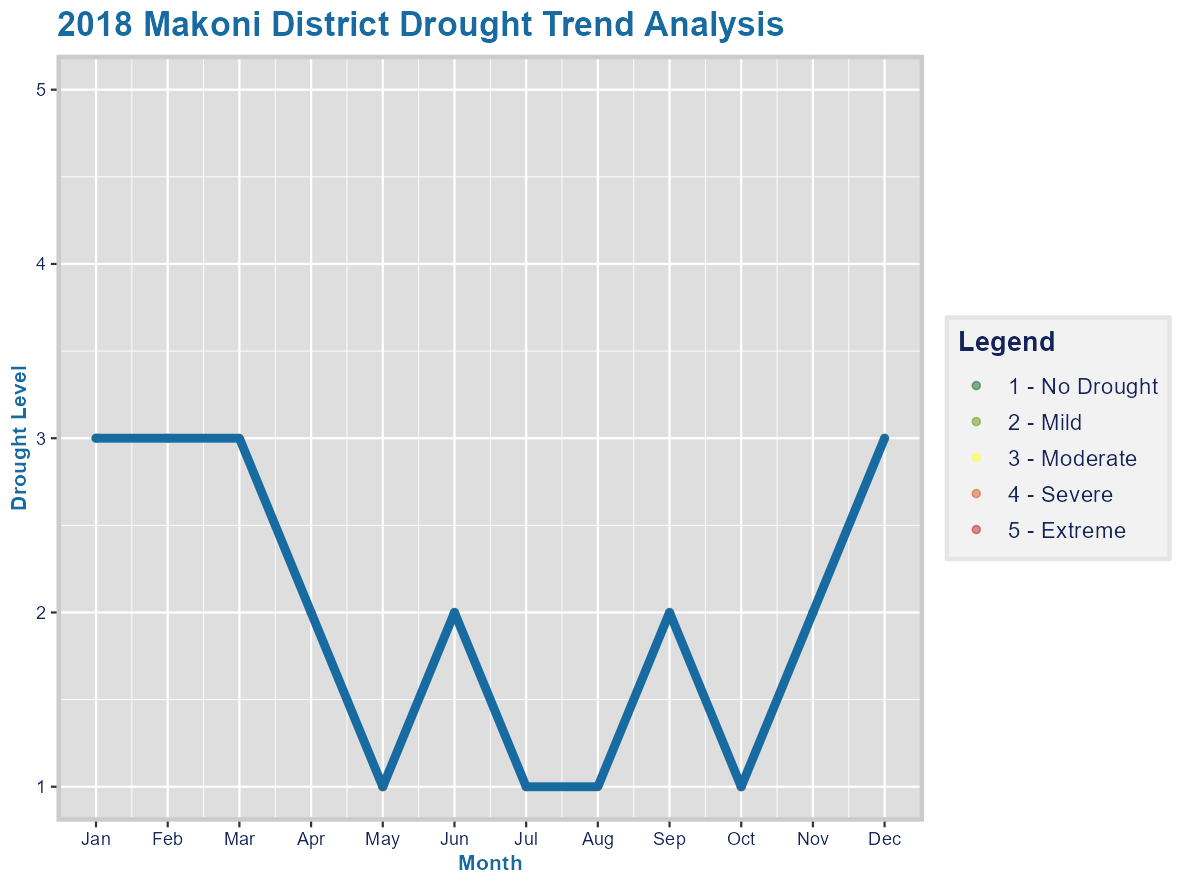 2018 Makoni District Drought Trend Analysis
Drought Level
5
4
3
2
1
Jan Feb Mar Apr May Jun Jul Aug Sep Oct Nov Dec
Month
Legend
1 - No Drought
2 - Mild
3 - Moderate
4 - Severe
5 - Extreme